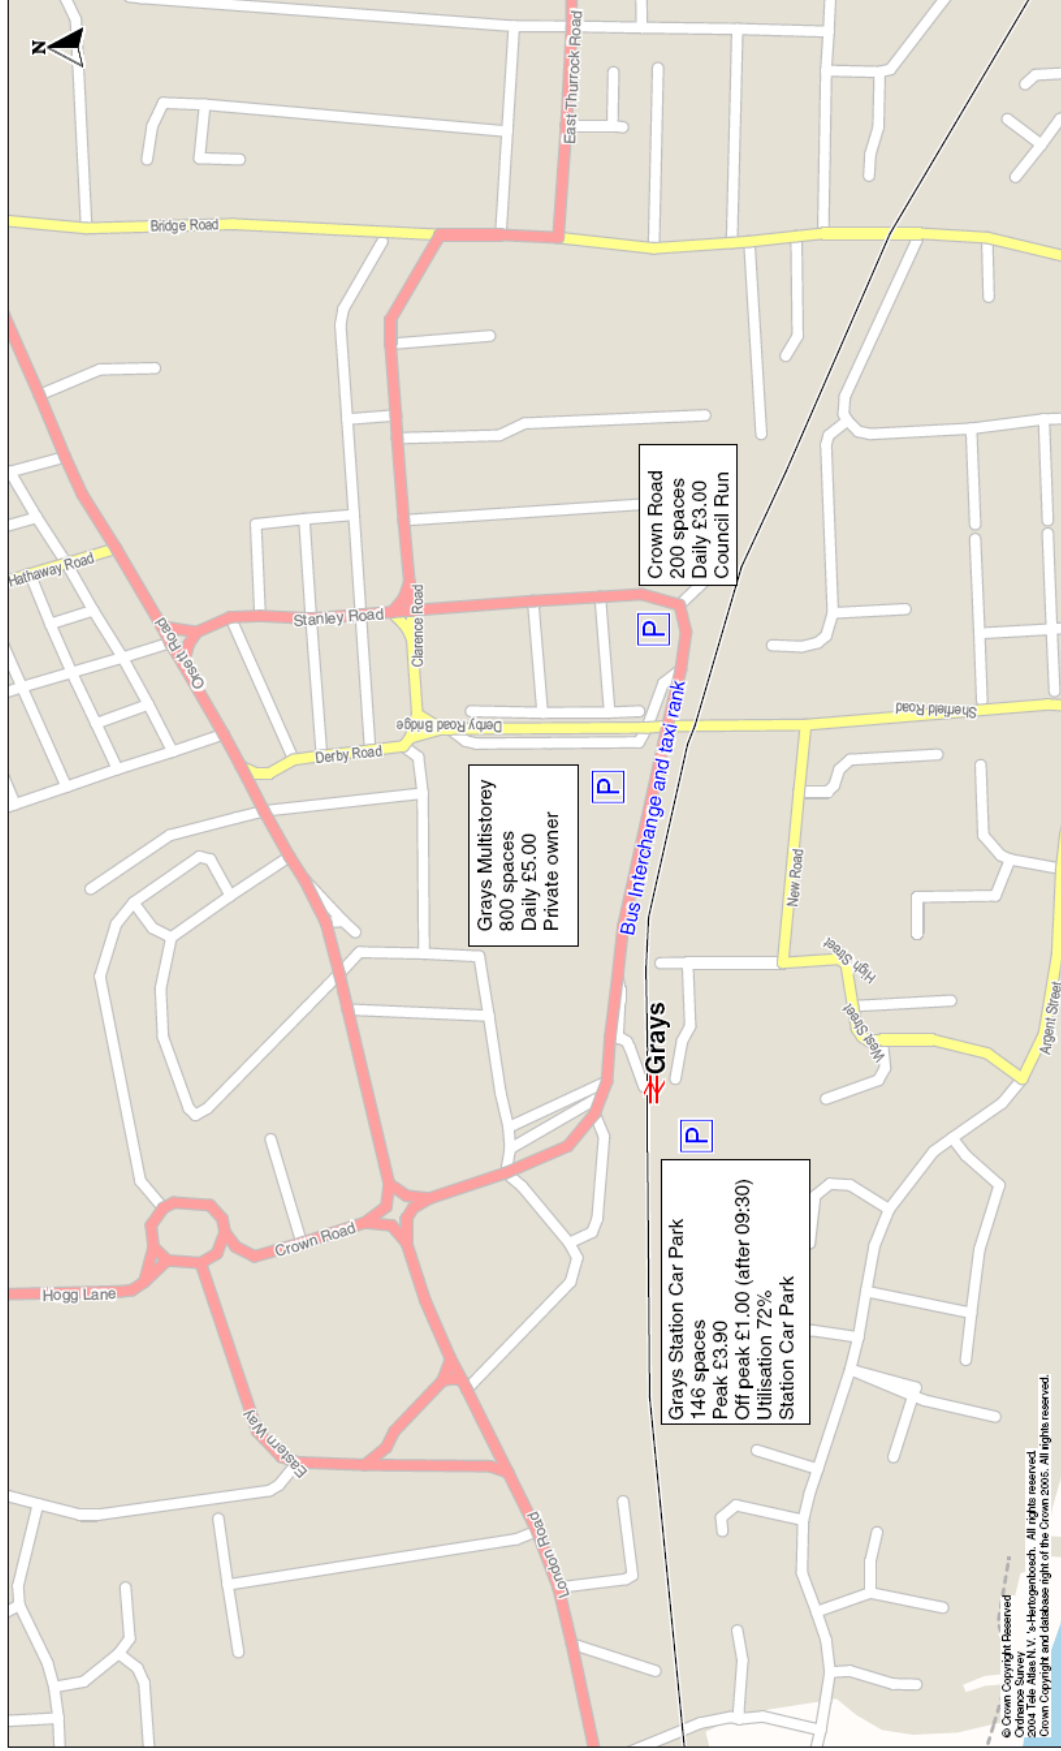 N
Hathaway Road
Bridge Road
East Thurrock Road
Orsett Road
Stanley Road
Clarence Road
Derby Road
Derby Road Bridge
Hogg Lane
Crown Road
Eastern Way
London Road
Grays Multistorey
800 spaces
Daily £5.00
Private owner
P
Crown Road
200 spaces
Daily £3.00
Council Run
P
Bus Interchange and taxi rank
Grays
P
Grays Station Car Park
146 spaces
Peak £3.90
Off peak £1.00 (after 09:30)
Utilisation 72%
Station Car Park
Sherfield Road
New Road
High Street
West Street
Argent Street
© Crown Copyright Reserved
Ordnance Survey
2004 Tele Atlas N.V. 's-Hertogenbosch. All rights reserved.
Crown Copyright and database right of the Crown 2005. All rights reserved.